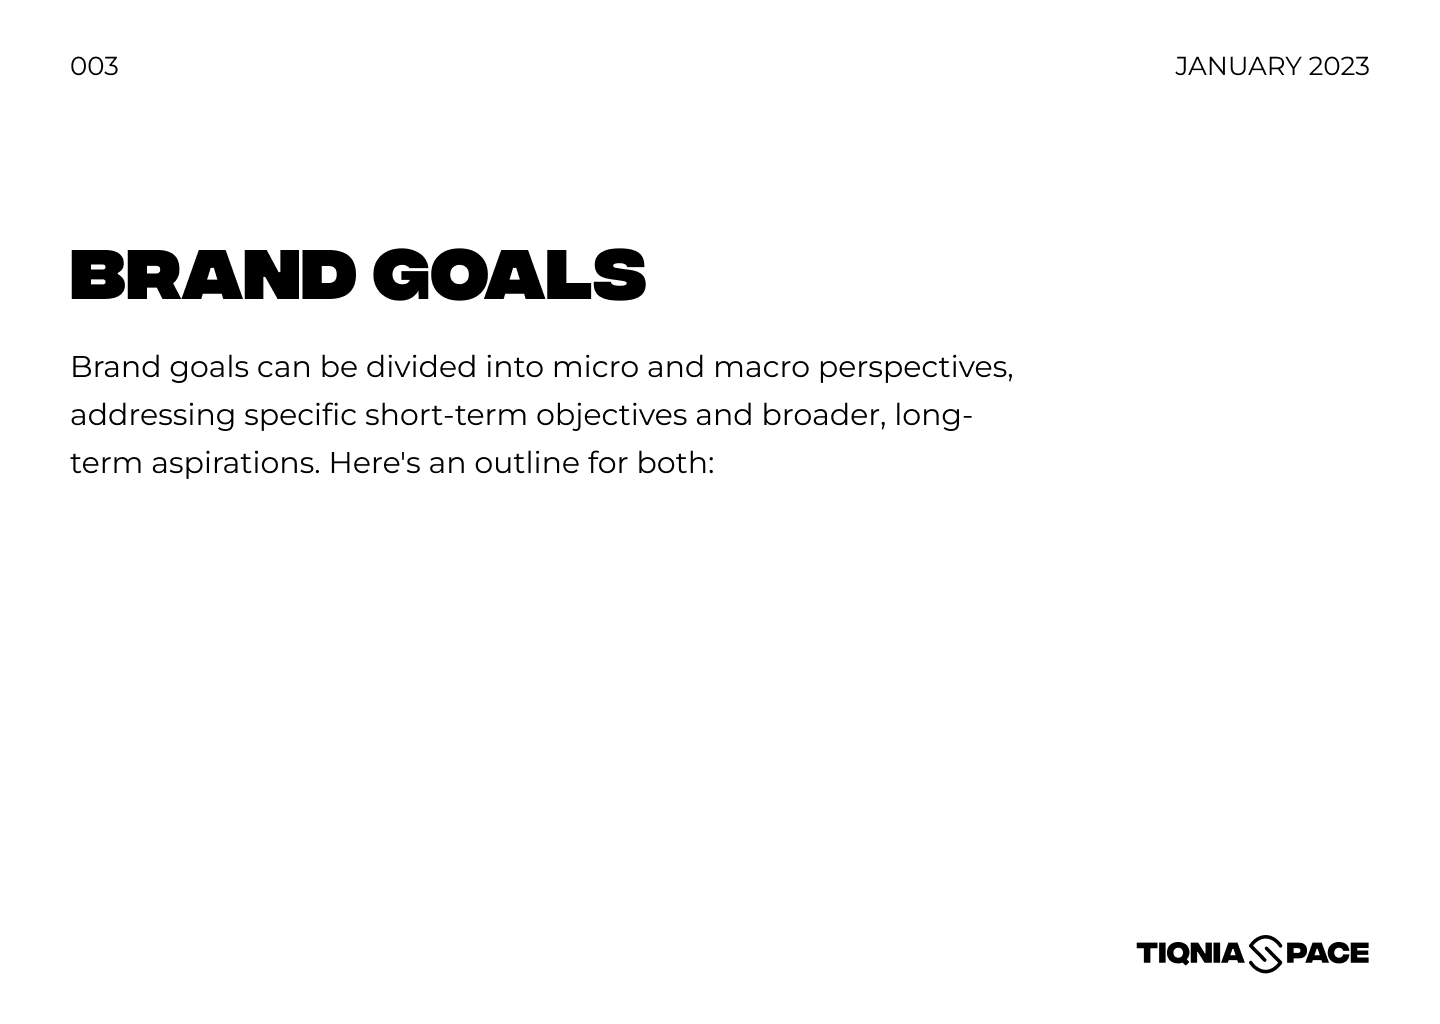 003
JANUARY 2023
BRAND GOALS
Brand goals can be divided into micro and macro perspectives,
addressing specific short-term objectives and broader, long-
term aspirations. Here's an outline for both:
TIQNIA SPACE